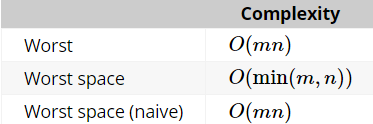 Complexity
Worst O(mn)
Worst space O(min(m, n))
Worst space (naive) O(mn)